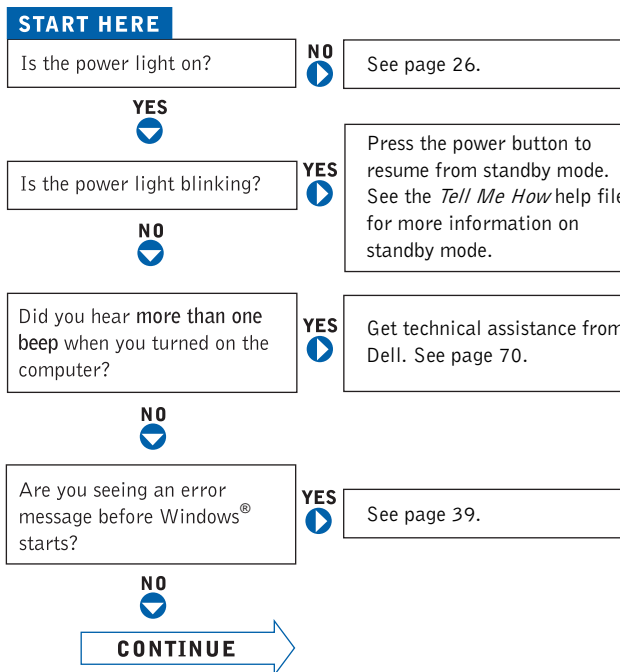 START HERE
Is the power light on?
NO
See page 26.
YES
Is the power light blinking?
YES
Press the power button to
resume from standby mode.
See the Tell Me How help file
for more information on
standby mode.
NO
Did you hear more than one
beep when you turned on the
computer?
YES
Get technical assistance from
Dell. See page 70.
NO
Are you seeing an error
message before Windows®
starts?
YES
See page 39.
NO
CONTINUE